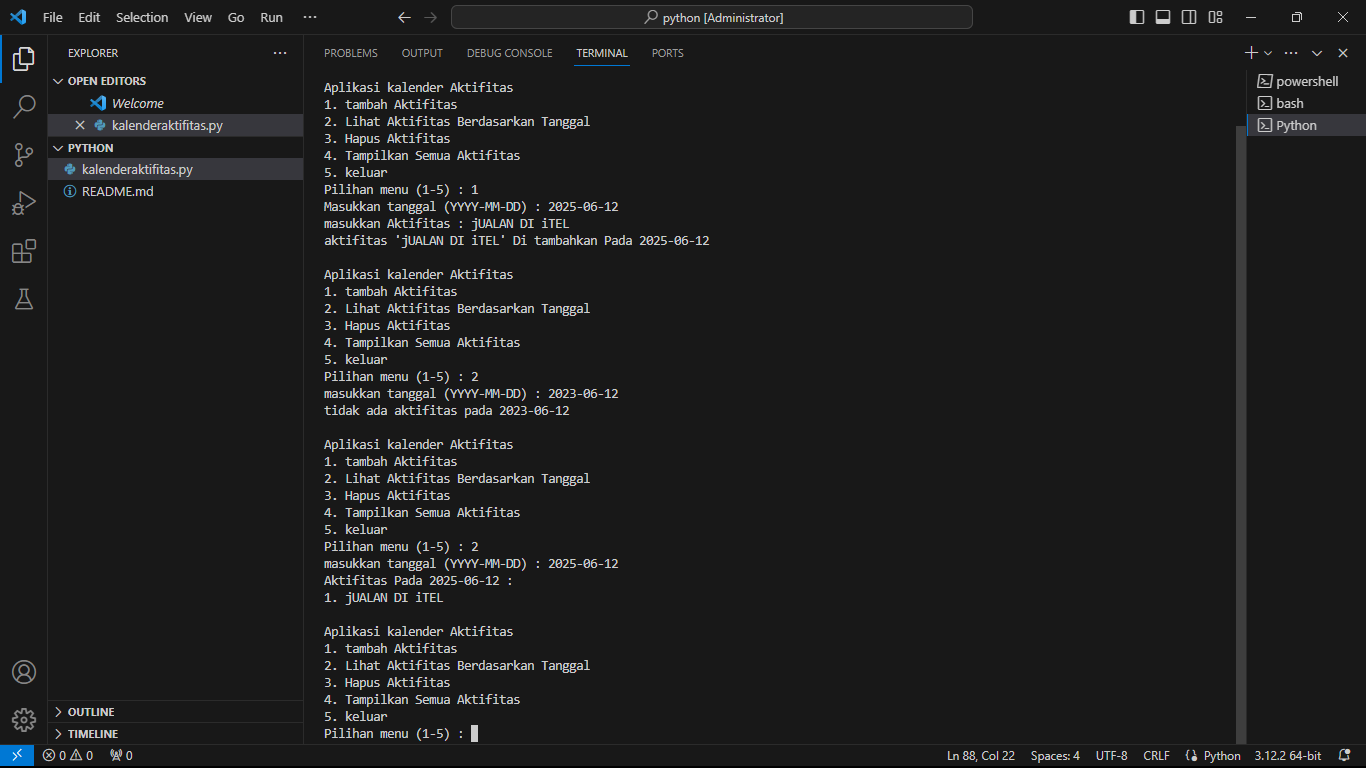 File Edit Selection View Go Run ···
python [Administrator]
EXPLORER
OPEN EDITORS
Welcome
kalenderaktifitas.py
PYTHON
kalenderaktifitas.py
README.md
OUTLINE
TIMELINE
PROBLEMS OUTPUT DEBUG CONSOLE TERMINAL PORTS
Aplikasi kalender Aktifitas
1. tambah Aktifitas
2. Lihat Aktifitas Berdasarkan Tanggal
3. Hapus Aktifitas
4. Tampilkan Semua Aktifitas
5. keluar
Pilihan menu (1-5) : 1
Masukkan tanggal (YYYY-MM-DD) : 2025-06-12
masukkan Aktifitas : jUALAN DI iTEL
aktifitas 'jUALAN DI iTEL' Di tambahkan Pada 2025-06-12
Aplikasi kalender Aktifitas
1. tambah Aktifitas
2. Lihat Aktifitas Berdasarkan Tanggal
3. Hapus Aktifitas
4. Tampilkan Semua Aktifitas
5. keluar
Pilihan menu (1-5) : 2
masukkan tanggal (YYYY-MM-DD) : 2023-06-12
tidak ada aktifitas pada 2023-06-12
Aplikasi kalender Aktifitas
1. tambah Aktifitas
2. Lihat Aktifitas Berdasarkan Tanggal
3. Hapus Aktifitas
4. Tampilkan Semua Aktifitas
5. keluar
Pilihan menu (1-5) : 2
masukkan tanggal (YYYY-MM-DD) : 2025-06-12
Aktifitas Pada 2025-06-12 :
1. jUALAN DI iTEL
Aplikasi kalender Aktifitas
1. tambah Aktifitas
2. Lihat Aktifitas Berdasarkan Tanggal
3. Hapus Aktifitas
4. Tampilkan Semua Aktifitas
5. keluar
Pilihan menu (1-5) :
powershell
bash
Python
0 0 0 Ln 88, Col 22 Spaces: 4 UTF-8 CRLF Python 3.12.2 64-bit